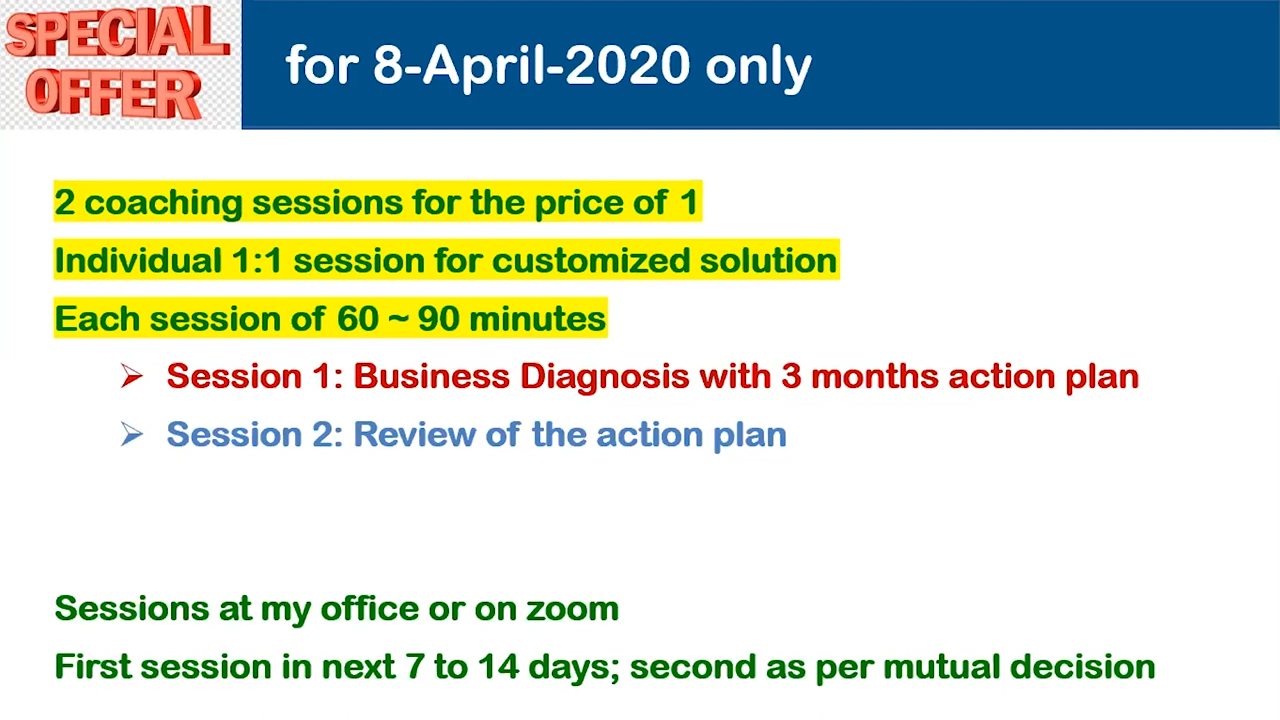 SPECIAL
OFFER
for 8-April-2020 only
2 coaching sessions for the price of 1
Individual 1:1 session for customized solution
Each session of 60 ~ 90 minutes
Session 1: Business Diagnosis with 3 months action plan
Session 2: Review of the action plan
Sessions at my office or on zoom
First session in next 7 to 14 days; second as per mutual decision